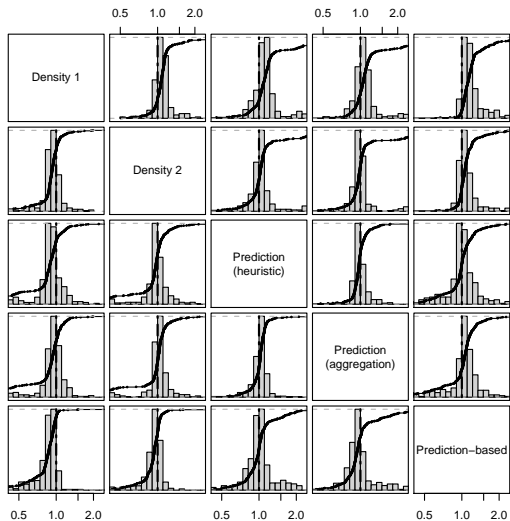 0.5 1.0 2.0 0.5 1.0 2.0
Density 1
Density 2
Prediction
(heuristic)
Prediction
(aggregation)
Prediction−based
0.5 1.0 2.0 0.5 1.0 2.0 0.5 1.0 2.0